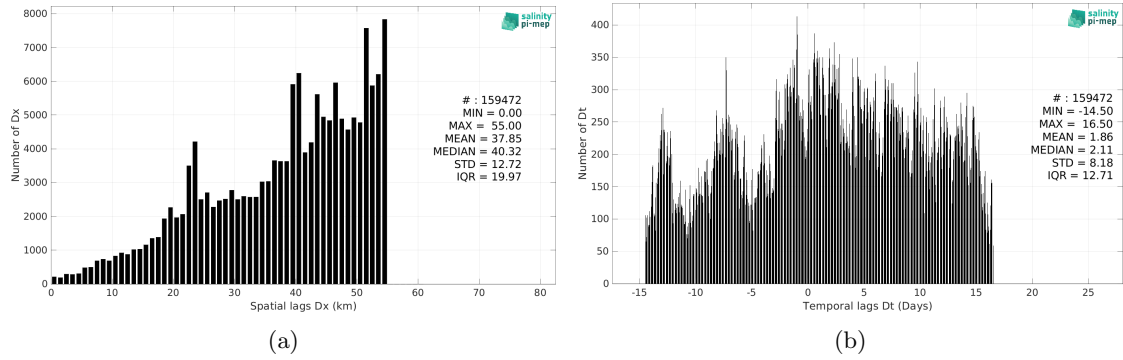 8000
7000
6000
5000
4000
3000
2000
1000
0
Number of Dx
salinity
pi-mep
# : 159472
MIN = 0.00
MAX = 55.00
MEAN = 37.85
MEDIAN = 40.32
STD = 12.72
IQR = 19.97
0 10 20 30 40 50 60 70 80
Spatial lags Dx (km)
(a)
400
350
300
250
200
150
100
50
0
Number of Dt
salinity
pi-mep
# : 159472
MIN = -14.50
MAX = 16.50
MEAN = 1.86
MEDIAN = 2.11
STD = 8.18
IQR = 12.71
-15 -10 -5 0 5 10 15 20 25
Temporal lags Dt (Days)
(b)